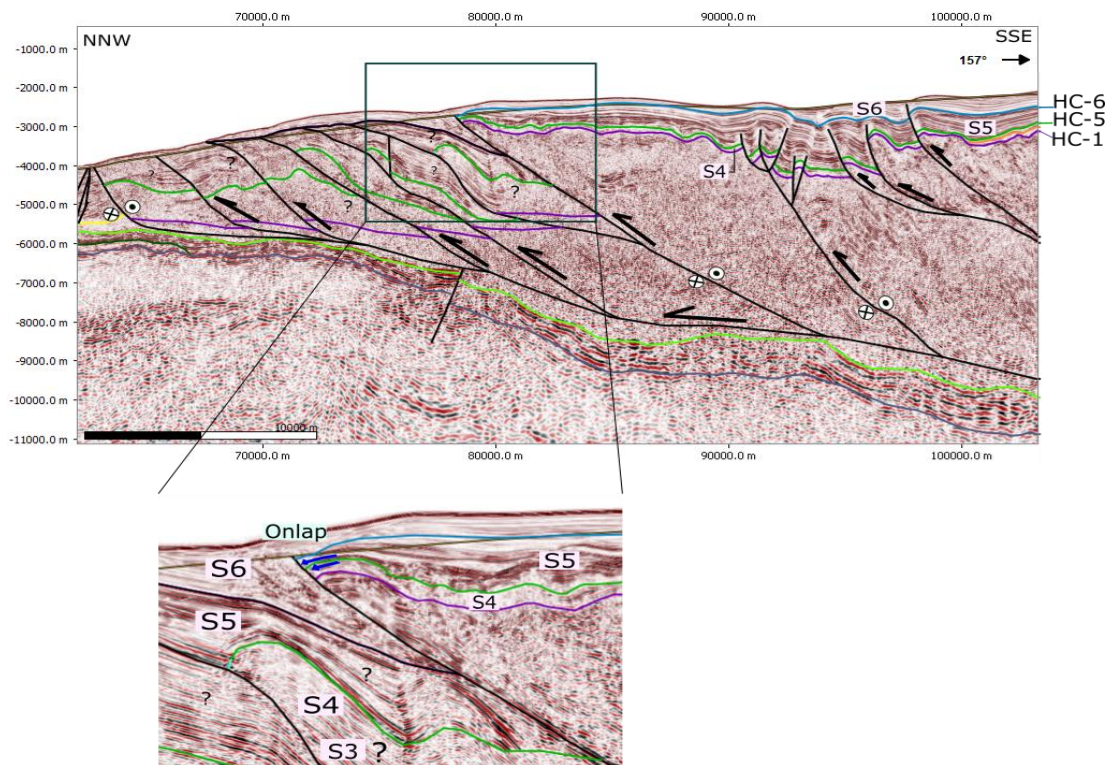 70000.0 m 80000.0 m 90000.0 m 100000.0 m
-1000.0 m
-2000.0 m
-3000.0 m
-4000.0 m
-5000.0 m
-6000.0 m
-7000.0 m
-8000.0 m
-9000.0 m
-10000.0 m
-11000.0 m
NNW
SSE
157°
S6
HC-6
HC-5
S5
HC-1
S4
?
?
?
?
?
?
?
10000.0 m
70000.0 m 80000.0 m 90000.0 m 100000.0 m
Onlap
S6
S5
S4
S5
?
?
S4
S3 ?